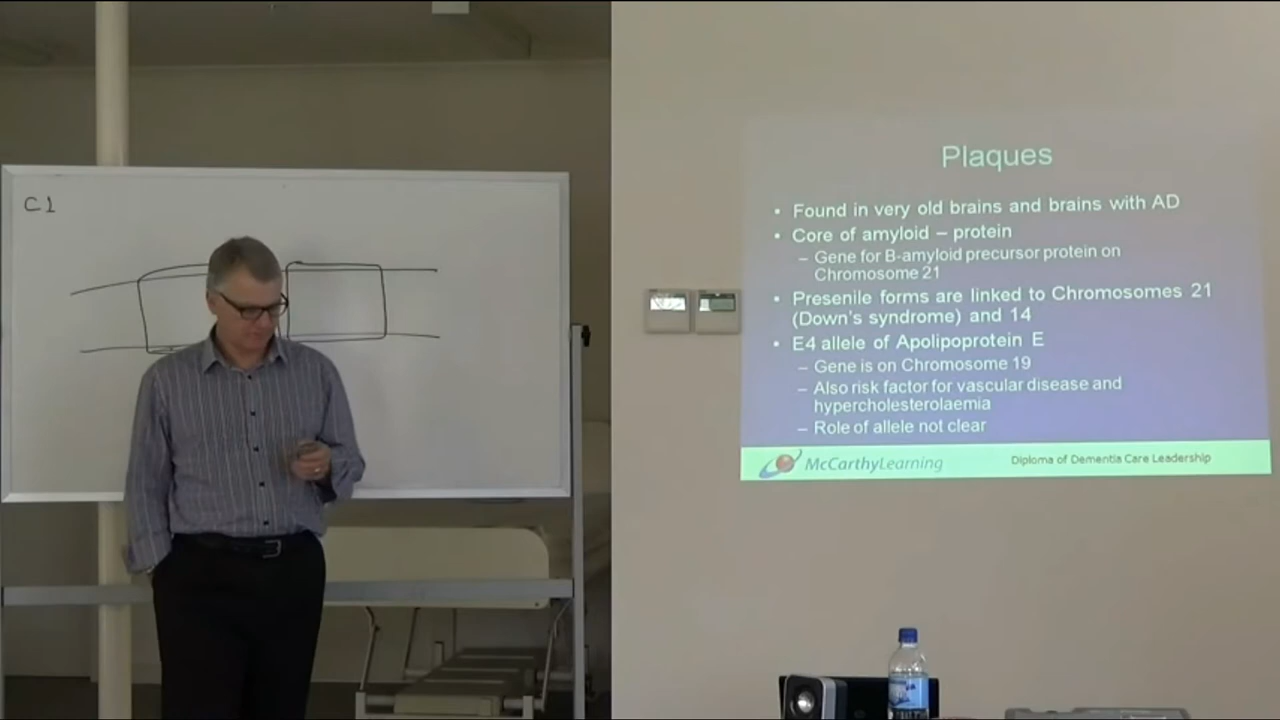 C1
Plaques
• Found in very old brains and brains with AD
• Core of amyloid – protein
– Gene for B-amyloid precursor protein on
Chromosome 21
• Presenile forms are linked to Chromosomes 21
(Down's syndrome) and 14
• E4 allele of Apolipoprotein E
– Gene is on Chromosome 19
– Also risk factor for vascular disease and
hypercholesterolaemia
– Role of allele not clear
McCarthyLearning
Diploma of Dementia Care Leadership